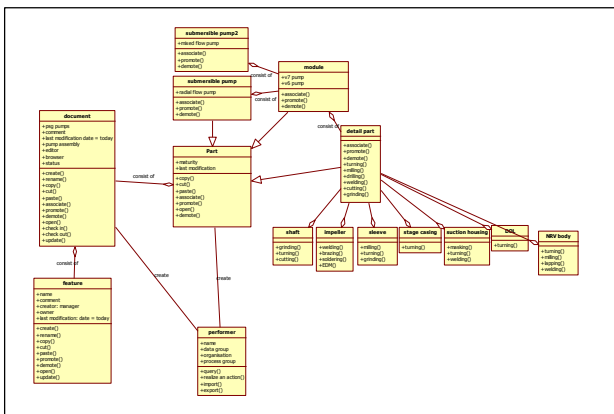 submersible pump2
+mixed flow pump
+associate()
+promote()
+demote()
consist of
module
+v7 pump
+v6 pump
+associate()
+promote()
+demote()
submersible pump
+radial flow pump
+associate()
+promote()
+demote()
consist of
consist of
document
+psg pumps
+comment
+last modification date = today
+pump assembly
+editor
+browser
+status
+create()
+rename()
+copy()
+cut()
+paste()
+associate()
+promote()
+demote()
+open()
+check in()
+check out()
+update()
consist of
Part
+maturity
+last modification
+copy()
+cut()
+paste()
+associate()
+promote()
+open()
+demote()
detail part
+associate()
+promote()
+demote()
+turning()
+milling()
+drilling()
+welding()
+cutting()
+grinding()
shaft
+grinding()
+turning()
+cutting()
impeller
+welding()
+brazing()
+soldering()
+EDM()
sleeve
+milling()
+turning()
+grinding()
stage casing
+turning()
suction housing
+masking()
+turning()
+welding()
+turning()
NRV body
+turning()
+milling()
+lapping()
+welding()
consist of
create
create
feature
+name
+comment
+creator: manager
+owner
+last modification: date = today
+create()
+rename()
+copy()
+cut()
+paste()
+promote()
+demote()
+open()
+update()
performer
+name
+data group
+organisation
+process group
+query()
+realize an action()
+import()
+export()